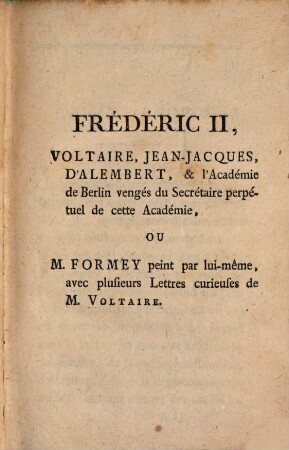 FRÉDÉRIC II,
VOLTAIRE, JEAN-JACQUES,
D'ALEMBERT, & l'Académie
de Berlin vengés du Secrétaire perpé-
tuel de cette Académie,
OU
M. FORMEY peint par lui-même,
avec plusieurs Lettres curieuſes de
M. VOLTAIRE.